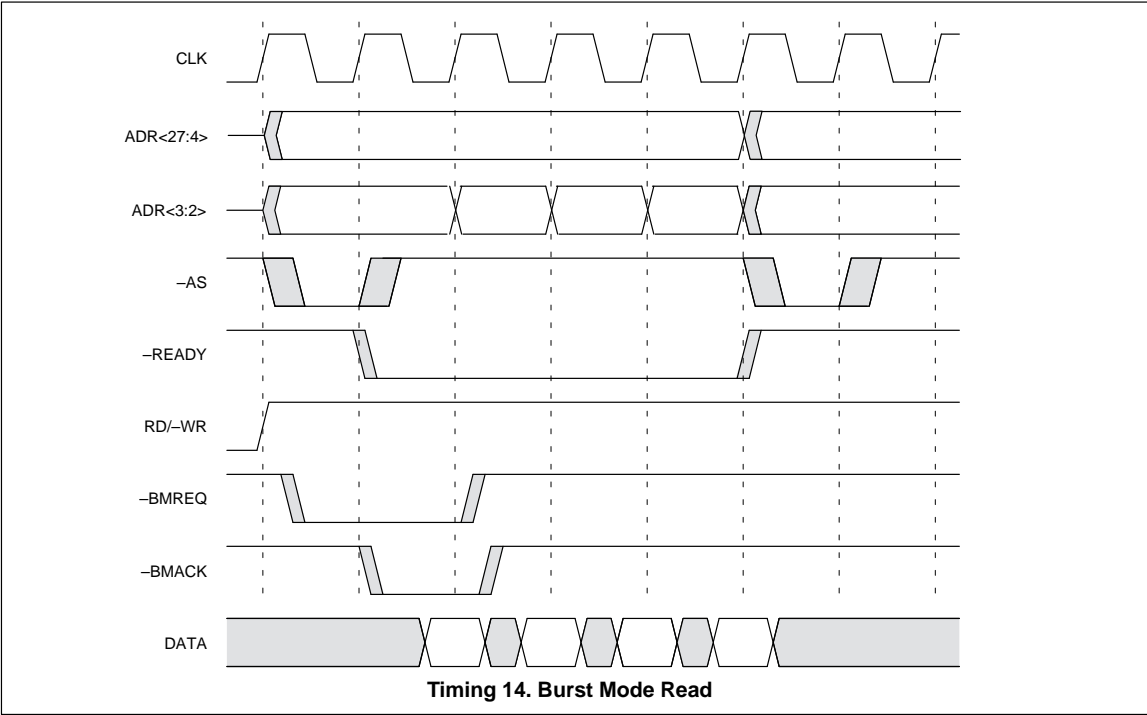 CLK
ADR<27:4>
ADR<3:2>
–AS
–READY
RD/–WR
–BMREQ
–BMACK
DATA
Timing 14. Burst Mode Read